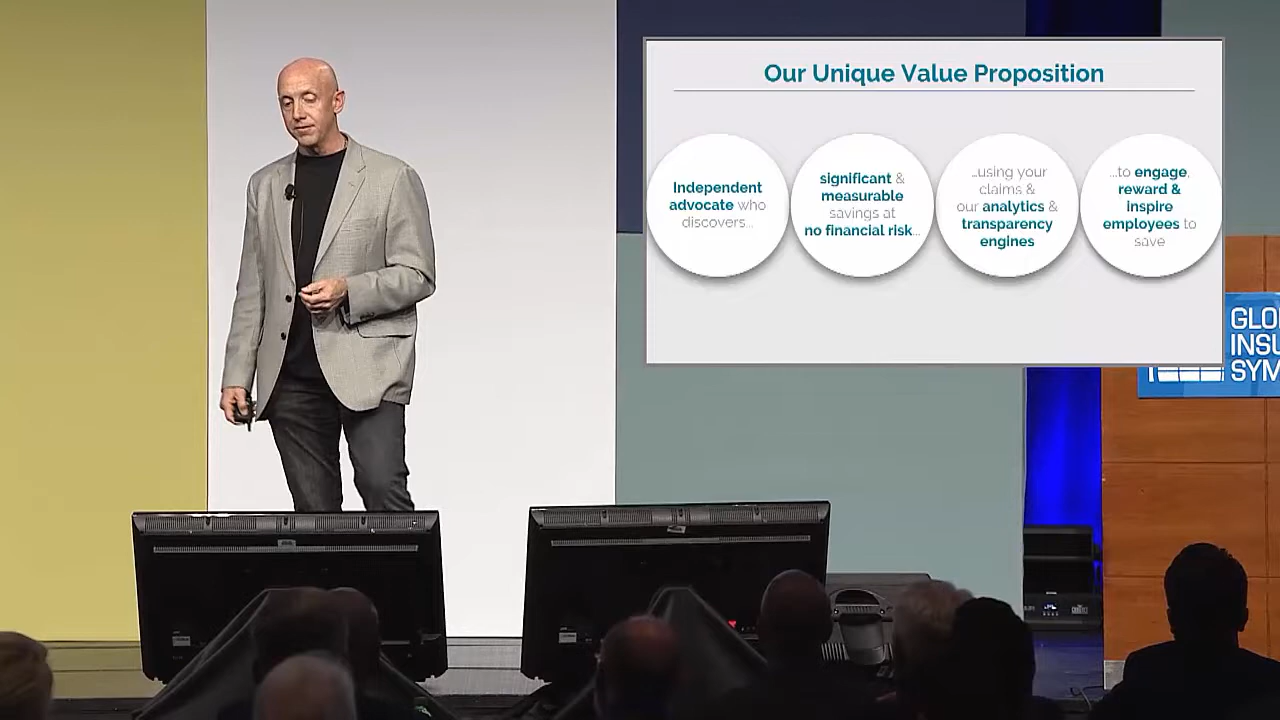 Our Unique Value Proposition
Independent
advocate who
discovers...
significant &
measurable
savings at
no financial risk...
...using your
claims &
our analytics &
transparency
engines
...to engage,
reward &
inspire
employees to
save
GLO
INSU
SYM